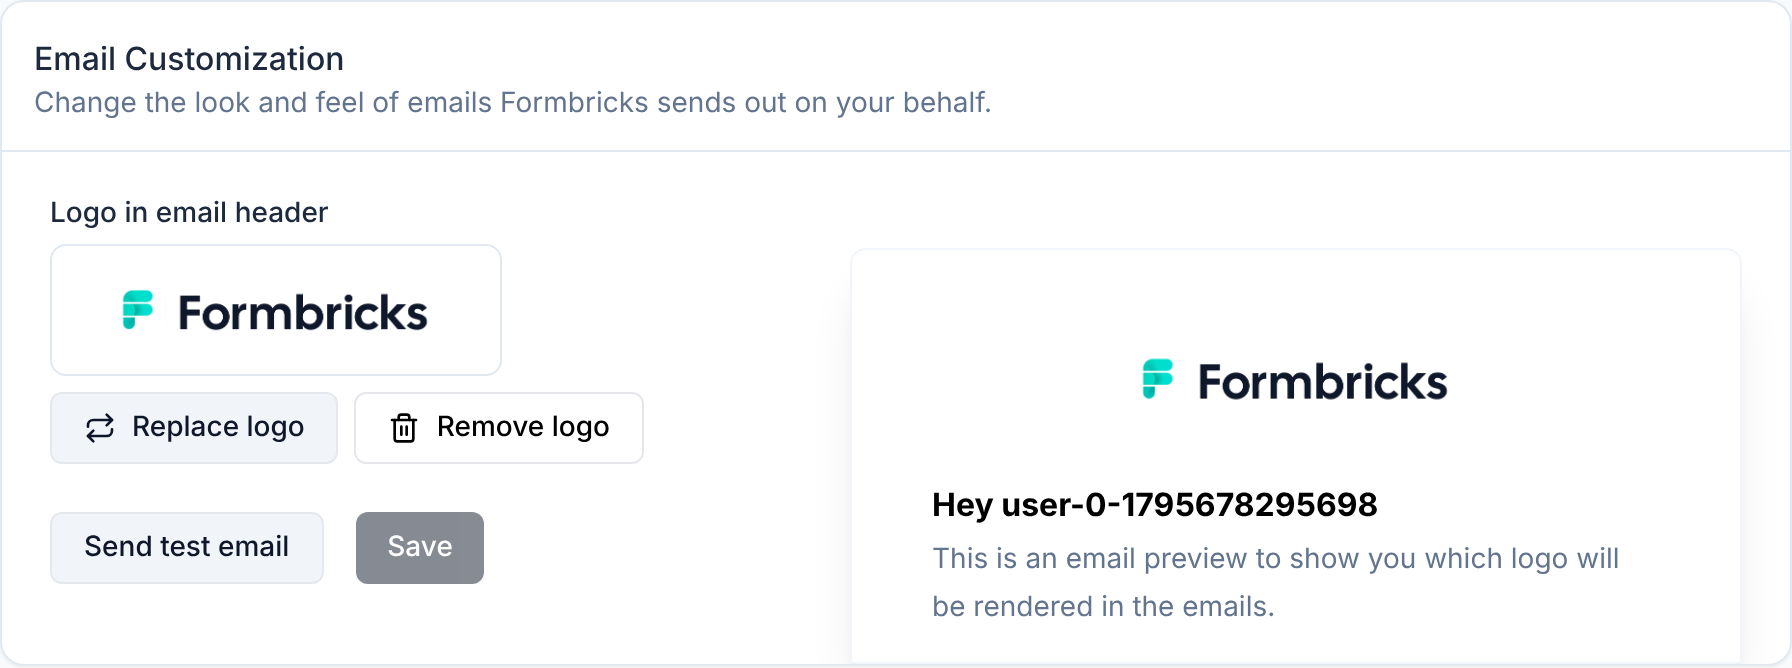 Email Customization
Change the look and feel of emails Formbricks sends out on your behalf.
Logo in email header
Formbricks
Replace logo
Remove logo
Send test email
Save
Formbricks
Hey user-0-1795678295698
This is an email preview to show you which logo will
be rendered in the emails.